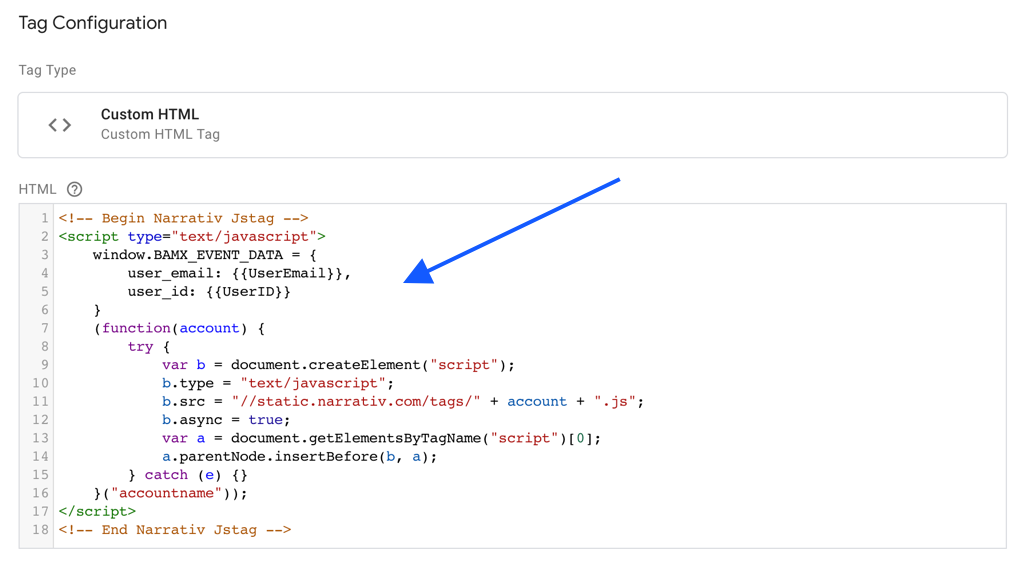 Tag Configuration
Tag Type
Custom HTML
Custom HTML Tag
HTML ?
1 <!-- Begin Narrativ Jstag -->
2 <script type="text/javascript">
3     window.BAMX_EVENT_DATA = {
4         user_email: {{UserEmail}},
5         user_id: {{UserID}}
6     }
7     (function(account) {
8         try {
9             var b = document.createElement("script");
10             b.type = "text/javascript";
11             b.src = "//static.narrativ.com/tags/" + account + ".js";
12             b.async = true;
13             var a = document.getElementsByTagName("script")[0];
14             a.parentNode.insertBefore(b, a);
15         } catch (e) {}
16     }("accountname"));
17 </script>
18 <!-- End Narrativ Jstag -->